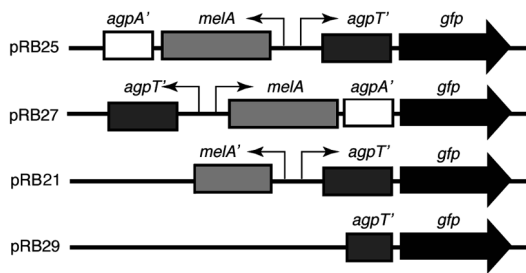 agpA’ melA agpT’ gfp
pRB25
agpT’ melA agpA’ gfp
pRB27
melA’ agpT’ gfp
pRB21
agpT’ gfp
pRB29